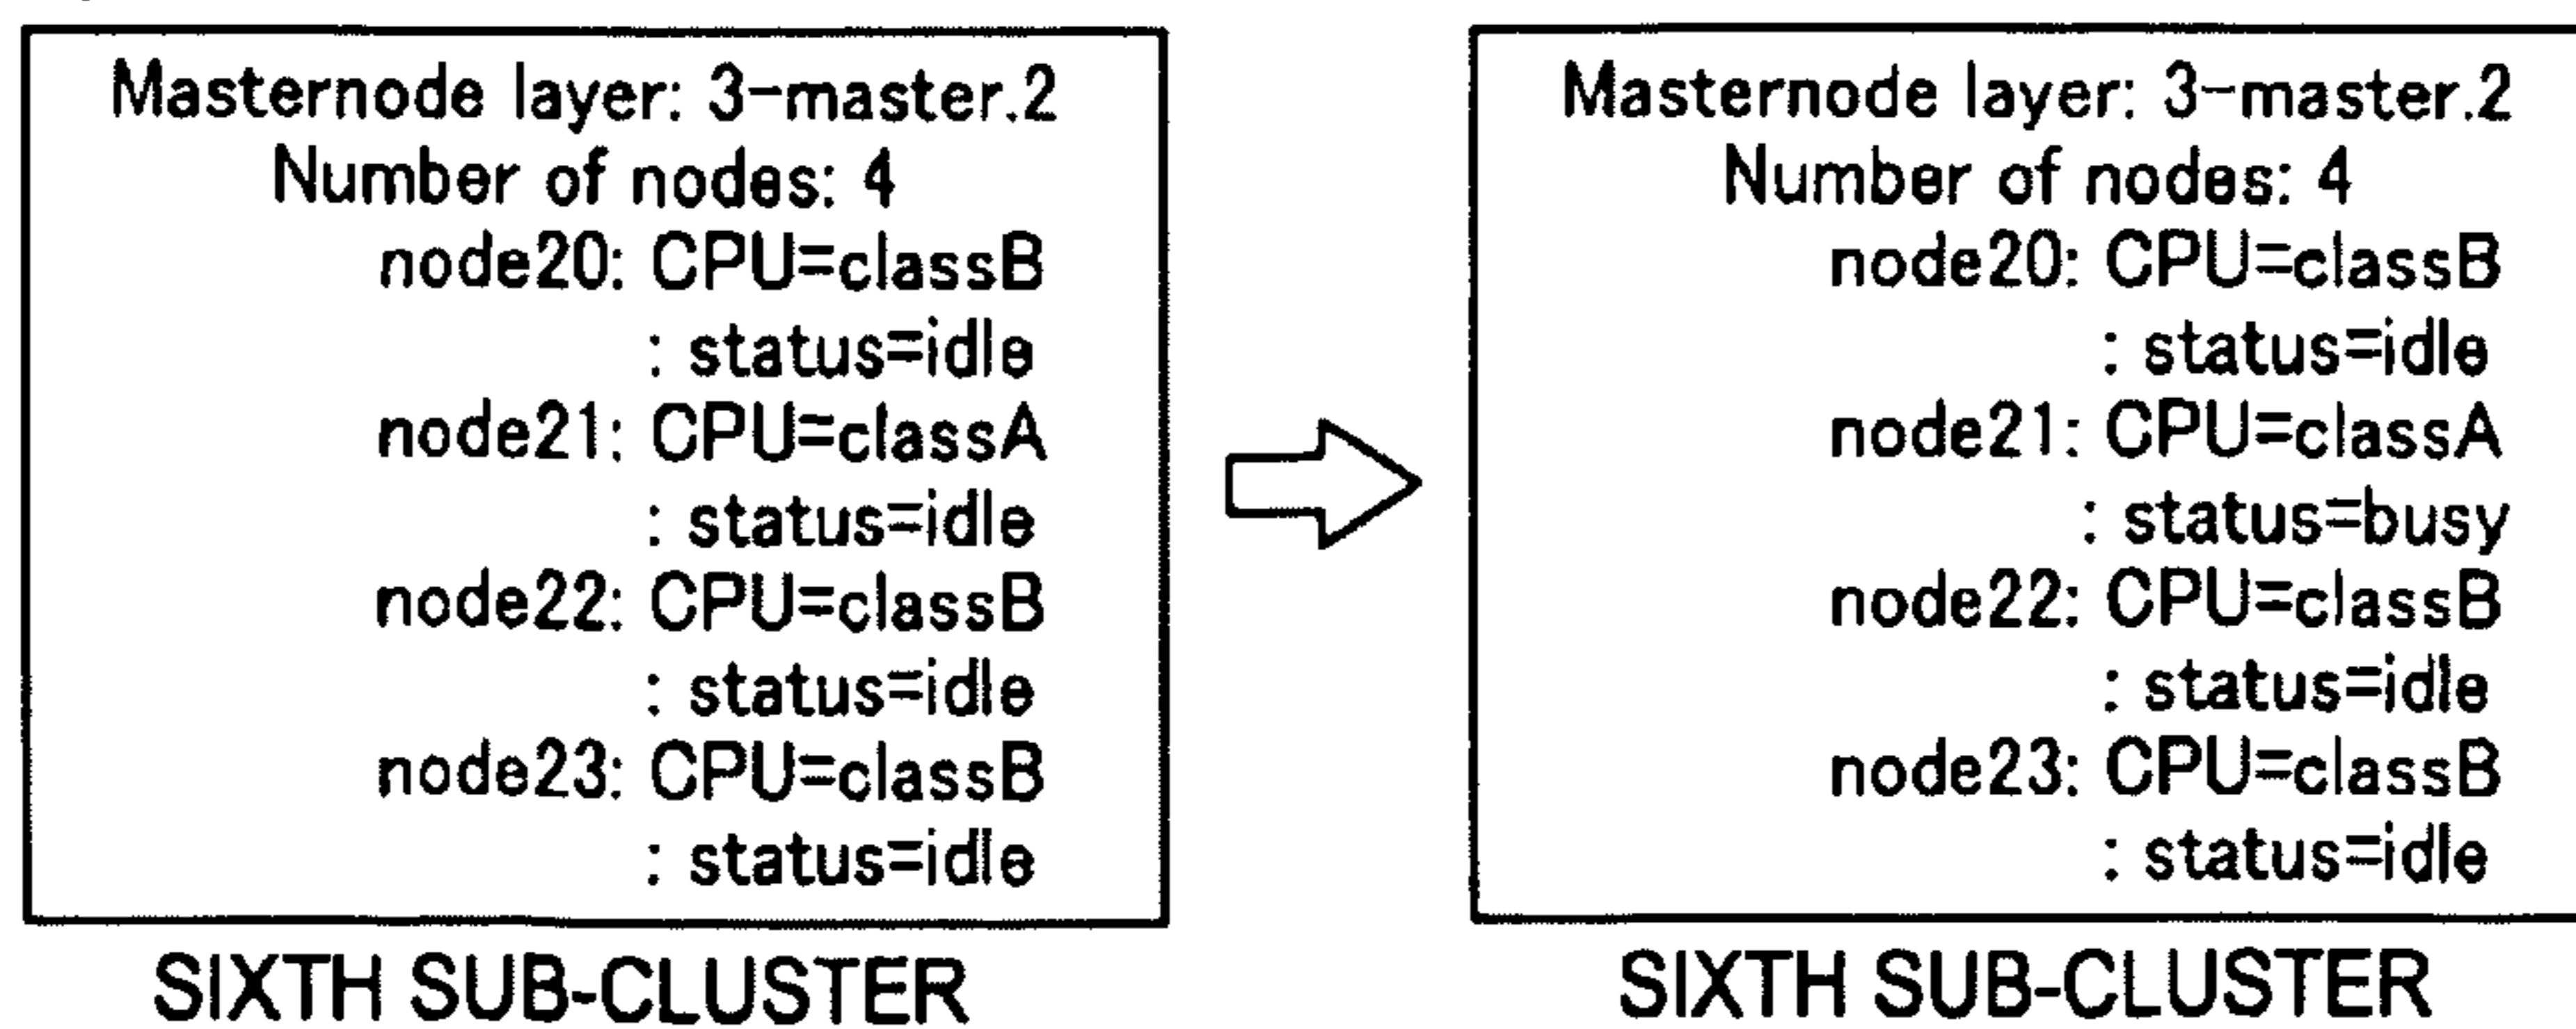 Masternode layer: 3-master.2
Number of nodes: 4
node20: CPU=classB
: status=idle
node21: CPU=classA
: status=idle
node22: CPU=classB
: status=idle
node23: CPU=classB
: status=idle
SIXTH SUB-CLUSTER
Masternode layer: 3-master.2
Number of nodes: 4
node20: CPU=classB
: status=idle
node21: CPU=classA
: status=busy
node22: CPU=classB
: status=idle
node23: CPU=classB
: status=idle
SIXTH SUB-CLUSTER